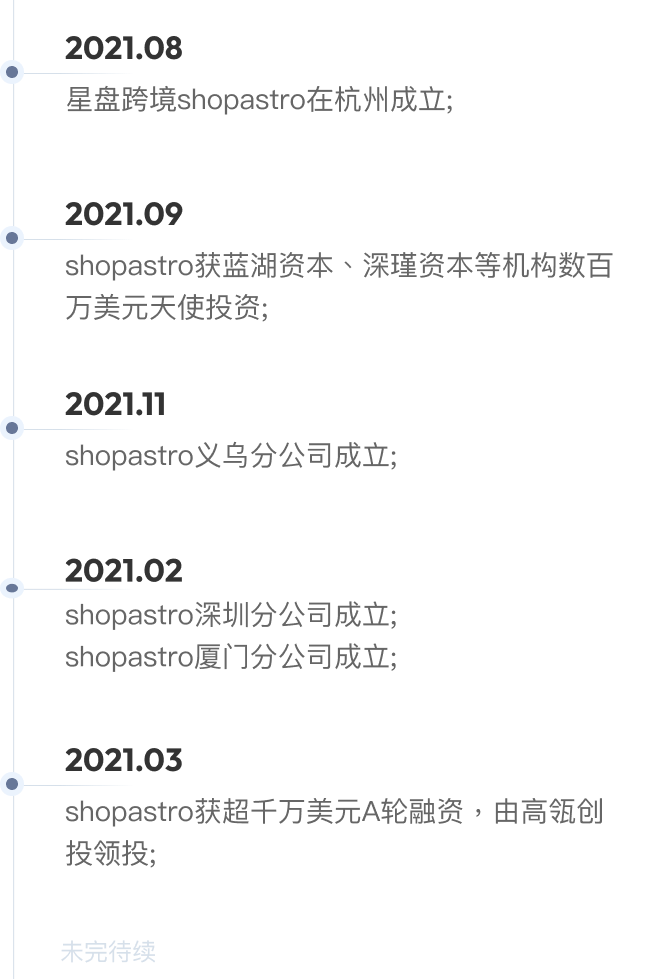 2021.08
星盘跨境shopastro在杭州成立;
2021.09
shopastro获蓝湖资本、深瑾资本等机构数百
万美元天使投资;
2021.11
shopastro义乌分公司成立;
2021.02
shopastro深圳分公司成立;
shopastro厦门分公司成立;
2021.03
shopastro获超千万美元A轮融资，由高瓴创
投领投;
未完待续